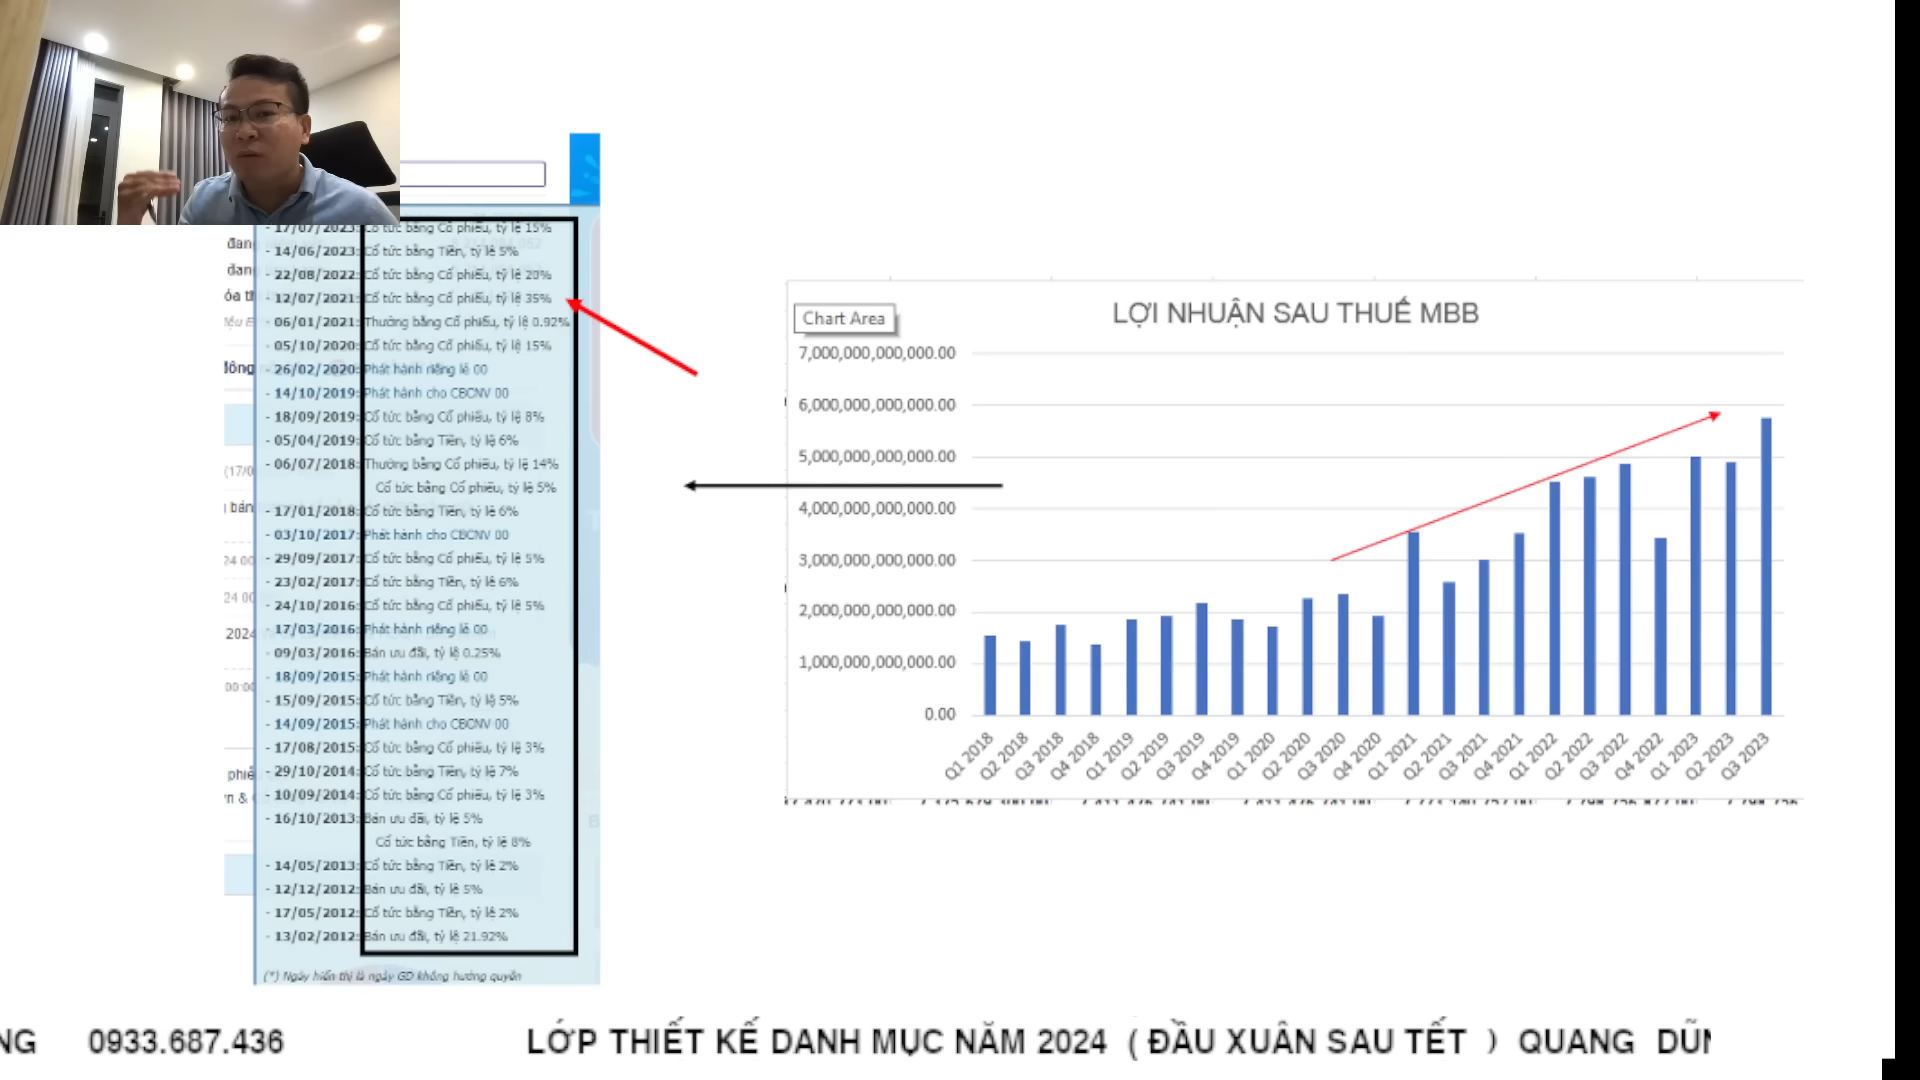 - 17/07/2023: Cổ tức bằng Cổ phiếu, tỷ lệ 15%
- 14/06/2023: Cổ tức bằng Tiền, tỷ lệ 5%
- 22/08/2022: Cổ tức bằng Cổ phiếu, tỷ lệ 20%
- 12/07/2021: Cổ tức bằng Cổ phiếu, tỷ lệ 35%
- 06/01/2021: Thưởng bằng Cổ phiếu, tỷ lệ 0.92%
- 05/10/2020: Cổ tức bằng Cổ phiếu, tỷ lệ 15%
- 26/02/2020: Phát hành riêng lẻ 00
- 14/10/2019: Phát hành cho CBCNV 00
- 18/09/2019: Cổ tức bằng Cổ phiếu, tỷ lệ 8%
- 05/04/2019: Cổ tức bằng Tiền, tỷ lệ 6%
- 06/07/2018: Thưởng bằng Cổ phiếu, tỷ lệ 14%
Cổ tức bằng Cổ phiếu, tỷ lệ 5%
- 17/01/2018: Cổ tức bằng Tiền, tỷ lệ 6%
- 03/10/2017: Phát hành cho CBCNV 00
- 29/09/2017: Cổ tức bằng Cổ phiếu, tỷ lệ 5%
- 23/02/2017: Cổ tức bằng Tiền, tỷ lệ 6%
- 24/10/2016: Cổ tức bằng Cổ phiếu, tỷ lệ 5%
- 17/03/2016: Phát hành riêng lẻ 00
- 09/03/2016: Bán ưu đãi, tỷ lệ 0.25%
- 18/09/2015: Phát hành riêng lẻ 00
- 15/09/2015: Cổ tức bằng Tiền, tỷ lệ 5%
- 14/09/2015: Phát hành cho CBCNV 00
- 17/08/2015: Cổ tức bằng Cổ phiếu, tỷ lệ 3%
- 29/10/2014: Cổ tức bằng Tiền, tỷ lệ 7%
- 10/09/2014: Cổ tức bằng Cổ phiếu, tỷ lệ 3%
- 16/10/2013: Bán ưu đãi, tỷ lệ 5%
Cổ tức bằng Tiền, tỷ lệ 8%
- 14/05/2013: Cổ tức bằng Tiền, tỷ lệ 2%
- 12/12/2012: Bán ưu đãi, tỷ lệ 5%
- 17/05/2012: Cổ tức bằng Tiền, tỷ lệ 2%
- 13/02/2012: Bán ưu đãi, tỷ lệ 21.92%
(*) Ngày hiển thị là ngày GD không hưởng quyền
Chart Area
LỢI NHUẬN SAU THUẾ MBB
7,000,000,000,000.00
6,000,000,000,000.00
5,000,000,000,000.00
4,000,000,000,000.00
3,000,000,000,000.00
2,000,000,000,000.00
1,000,000,000,000.00
0.00
Q1 2018
Q2 2018
Q3 2018
Q4 2018
Q1 2019
Q2 2019
Q3 2019
Q4 2019
Q1 2020
Q2 2020
Q3 2020
Q4 2020
Q1 2021
Q2 2021
Q3 2021
Q4 2021
Q1 2022
Q2 2022
Q3 2022
Q4 2022
Q1 2023
Q2 2023
Q3 2023
NG 0933.687.436 LỚP THIẾT KẾ DANH MỤC NĂM 2024 ( ĐẦU XUÂN SAU TẾT ) QUANG DŨN